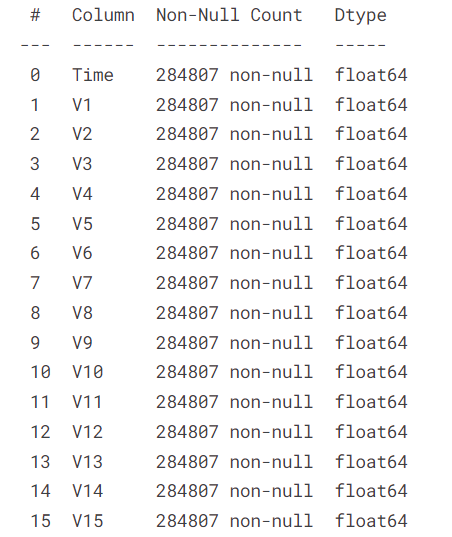 #   Column  Non-Null Count   Dtype
---  ------  --------------   -----
0   Time    284807 non-null  float64
1   V1      284807 non-null  float64
2   V2      284807 non-null  float64
3   V3      284807 non-null  float64
4   V4      284807 non-null  float64
5   V5      284807 non-null  float64
6   V6      284807 non-null  float64
7   V7      284807 non-null  float64
8   V8      284807 non-null  float64
9   V9      284807 non-null  float64
10  V10     284807 non-null  float64
11  V11     284807 non-null  float64
12  V12     284807 non-null  float64
13  V13     284807 non-null  float64
14  V14     284807 non-null  float64
15  V15     284807 non-null  float64